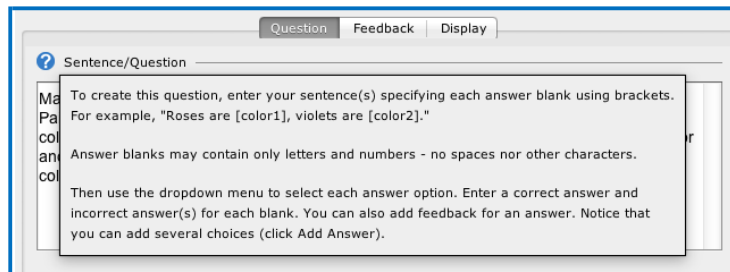 Question Feedback Display
Sentence/Question
To create this question, enter your sentence(s) specifying each answer blank using brackets.
For example, "Roses are [color1], violets are [color2]."
Answer blanks may contain only letters and numbers - no spaces nor other characters.
Then use the dropdown menu to select each answer option. Enter a correct answer and
incorrect answer(s) for each blank. You can also add feedback for an answer. Notice that
you can add several choices (click Add Answer).